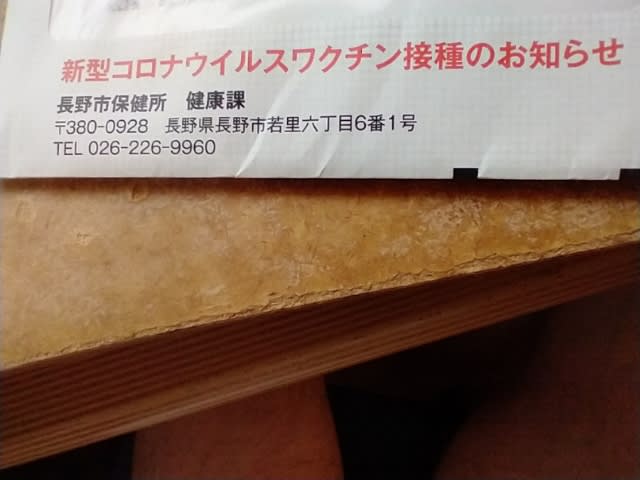 新型コロナウイルスワクチン接種のお知らせ
長野市保健所 健康課
〒380-0928 長野県長野市若里六丁目6番1号
TEL 026-226-9960